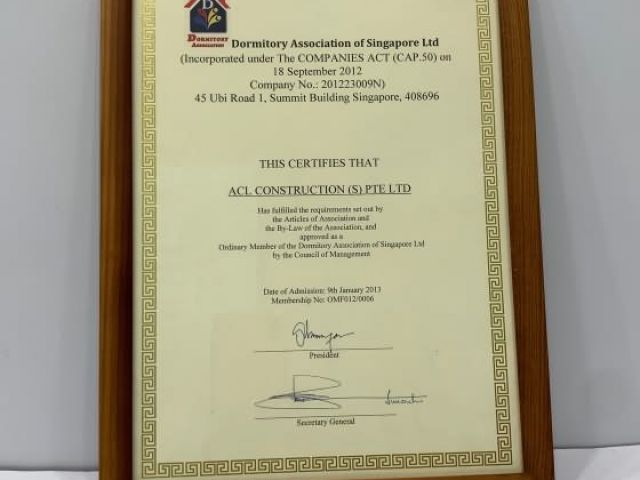 D
DORMITORY
ASSOCIATION
Dormitory Association of Singapore Ltd
(Incorporated under The COMPANIES ACT (CAP.50) on
18 September 2012
Company No.: 201223009N)
45 Ubi Road 1, Summit Building Singapore, 408696
THIS CERTIFIES THAT
ACL CONSTRUCTION (S) PTE LTD
Has fulfilled the requirements set out by
the Articles of Association and
the By-Law of the Association, and
approved as a
Ordinary Member of the Dormitory Association of Singapore Ltd
by the Council of Management
Date of Admission: 9th January 2013
Membership No: OMF012/0006
President
Secretary General